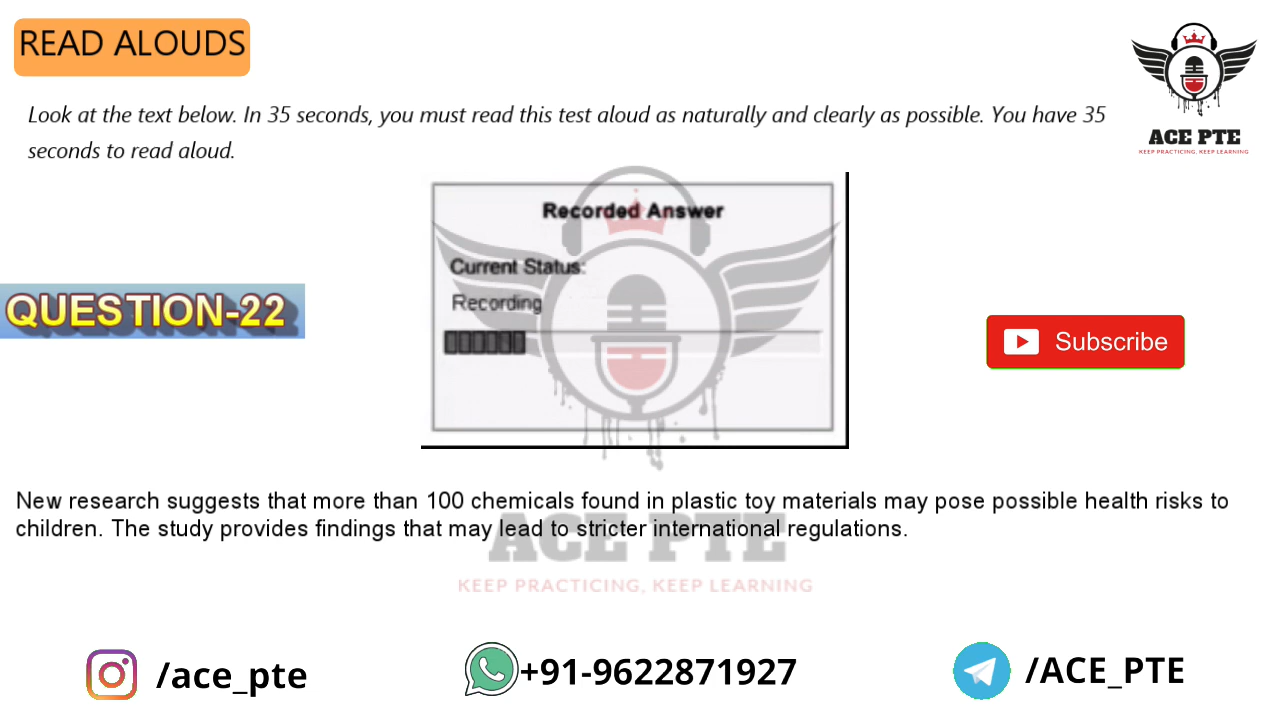 READ ALOUDS
Look at the text below. In 35 seconds, you must read this test aloud as naturally and clearly as possible. You have 35
seconds to read aloud.
ACE PTE
KEEP PRACTICING, KEEP LEARNING
Recorded Answer
Current Status:
Recording
QUESTION-22
Subscribe
New research suggests that more than 100 chemicals found in plastic toy materials may pose possible health risks to
children. The study provides findings that may lead to stricter international regulations.
ACE PTE
KEEP PRACTICING, KEEP LEARNING
/ace_pte
+91-9622871927
/ACE_PTE